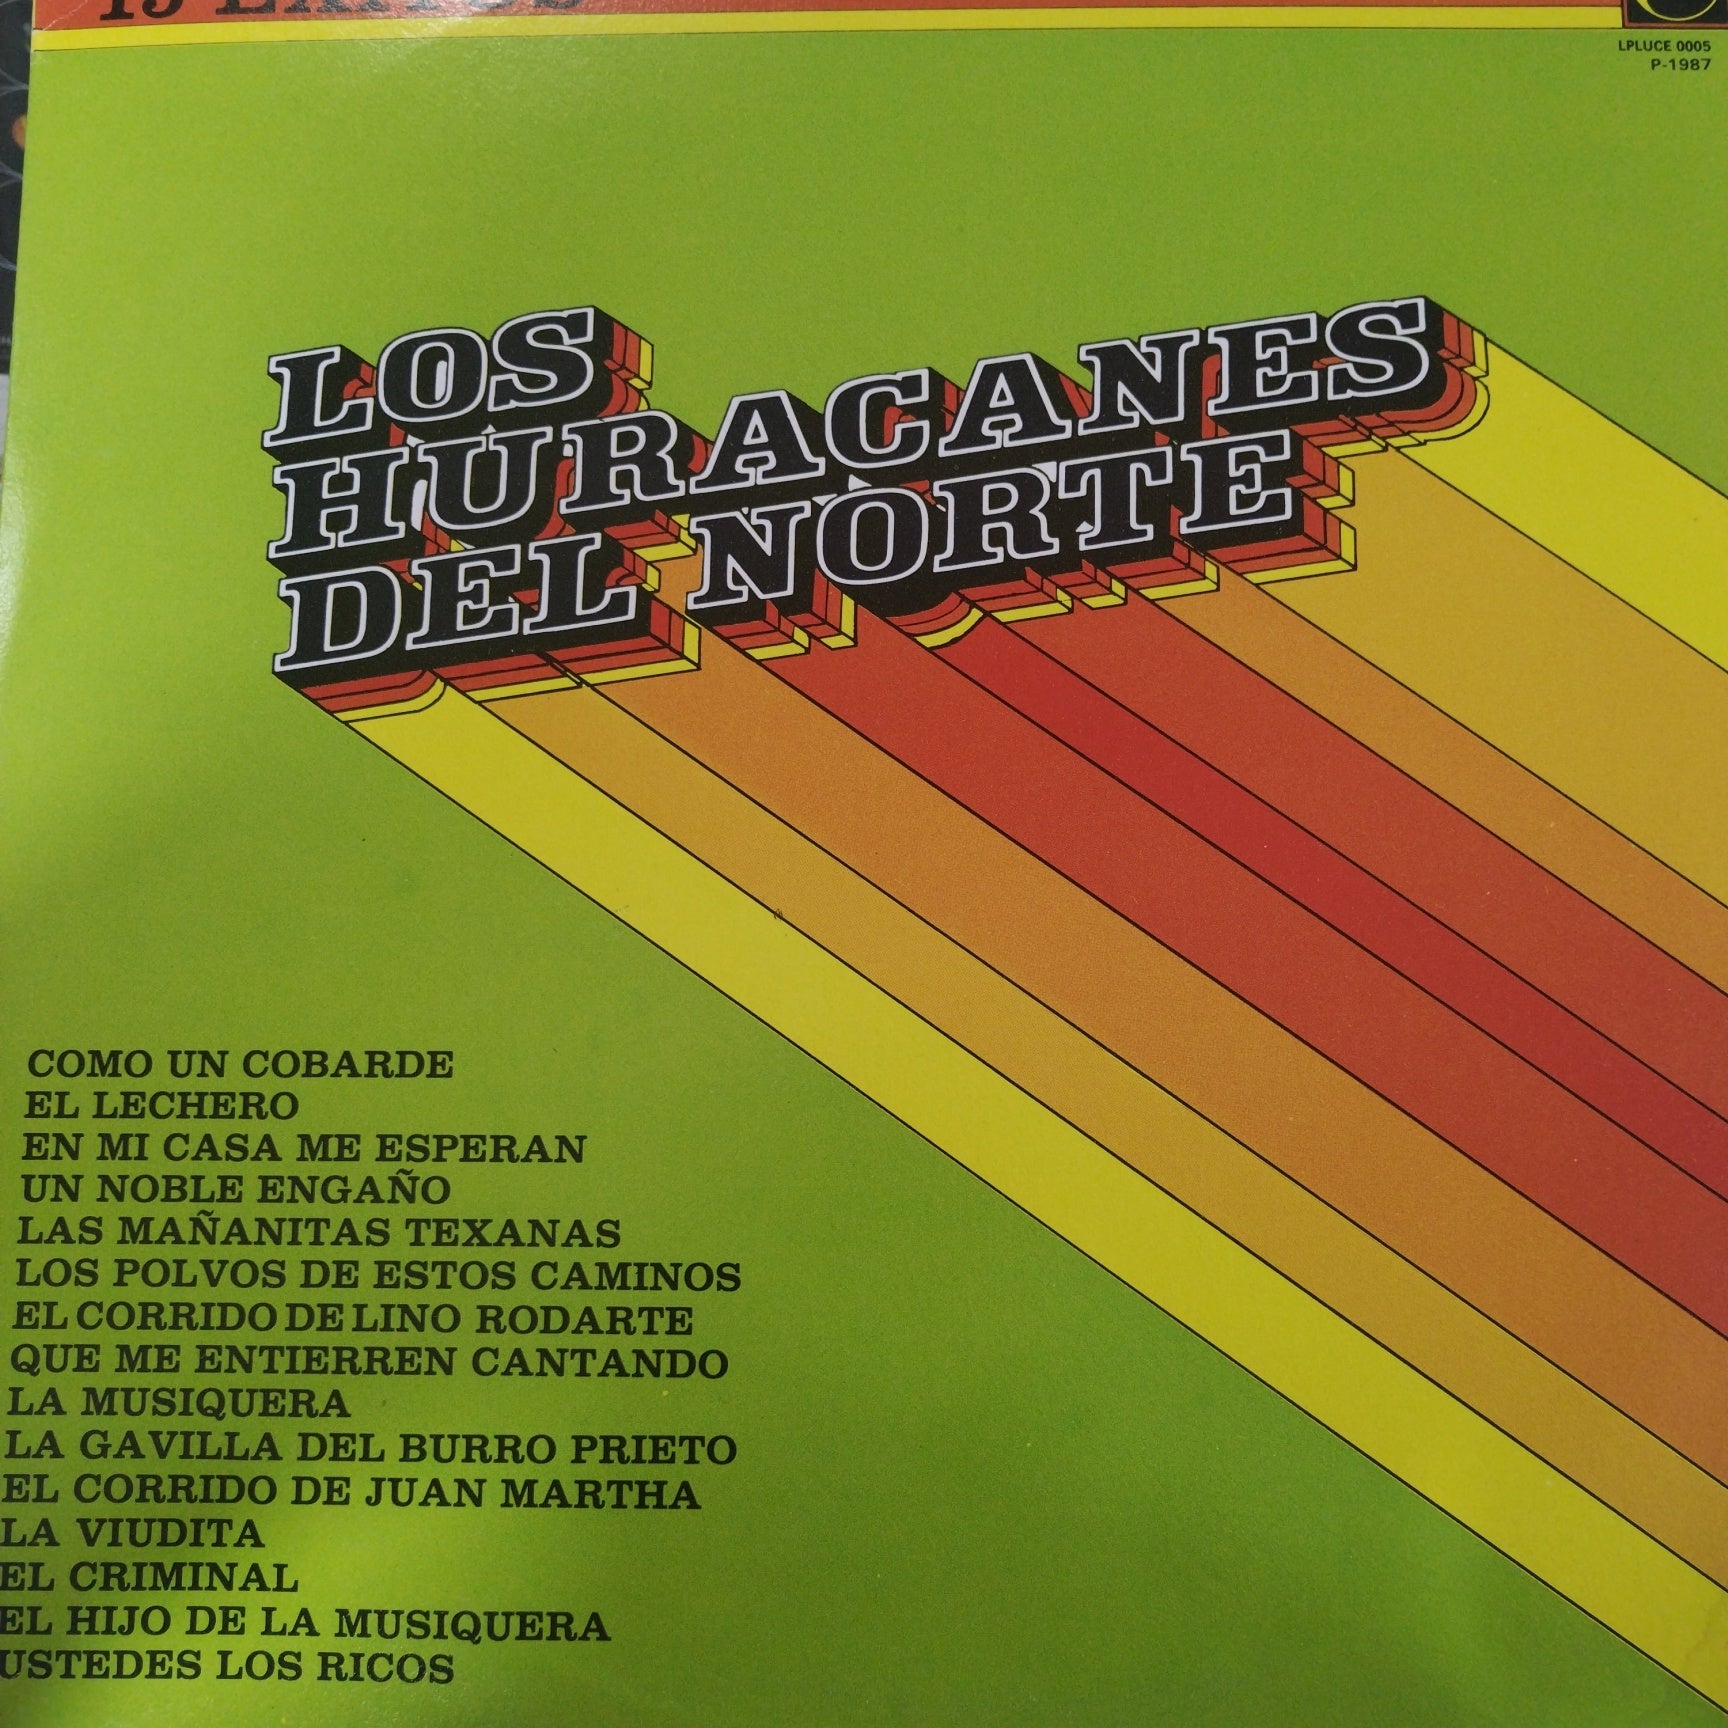 15 EXITOS
LPLUCE 0005
P-1987
LOS
HURACANES
DEL NORTE
COMO UN COBARDE
EL LECHERO
EN MI CASA ME ESPERAN
UN NOBLE ENGAÑO
LAS MAÑANITAS TEXANAS
LOS POLVOS DE ESTOS CAMINOS
EL CORRIDO DE LINO RODARTE
QUE ME ENTIERREN CANTANDO
LA MUSIQUERA
LA GAVILLA DEL BURRO PRIETO
EL CORRIDO DE JUAN MARTHA
LA VIUDITA
EL CRIMINAL
EL HIJO DE LA MUSIQUERA
USTEDES LOS RICOS